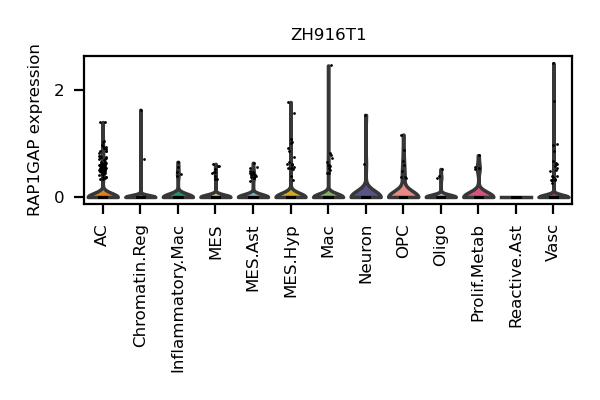 ZH916T1
RAP1GAP expression
2
0
AC
Chromatin.Reg
Inflammatory.Mac
MES
MES.Ast
MES.Hyp
Mac
Neuron
OPC
Oligo
Prolif.Metab
Reactive.Ast
Vasc